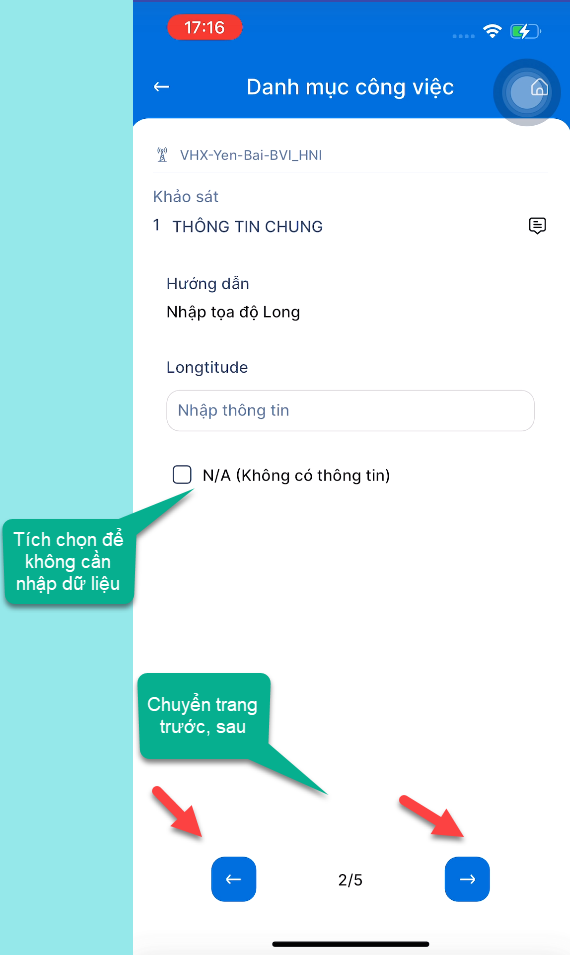 17:16
Danh mục công việc
VHX-Yen-Bai-BVI_HNI
Khảo sát
1 THÔNG TIN CHUNG
Hướng dẫn
Nhập tọa độ Long
Longtitude
Nhập thông tin
N/A (Không có thông tin)
Tích chọn để
không cần
nhập dữ liệu
Chuyển trang
trước, sau
2/5